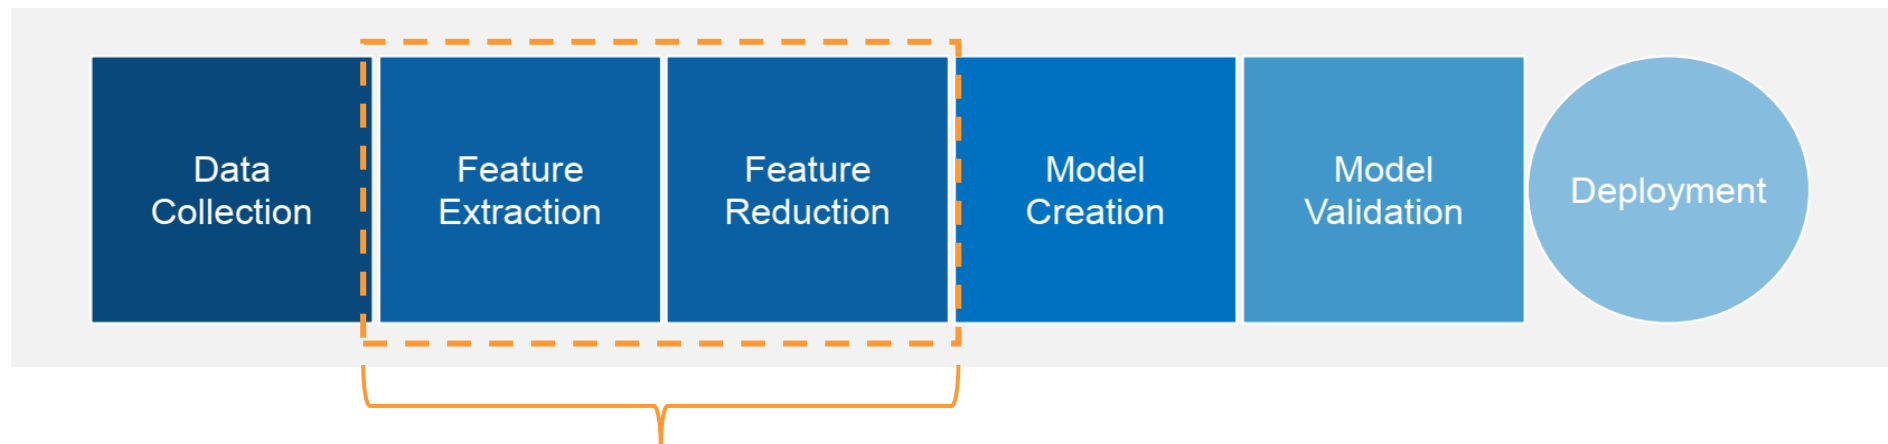 Data
Collection
Feature
Extraction
Feature
Reduction
Model
Creation
Model
Validation
Deployment